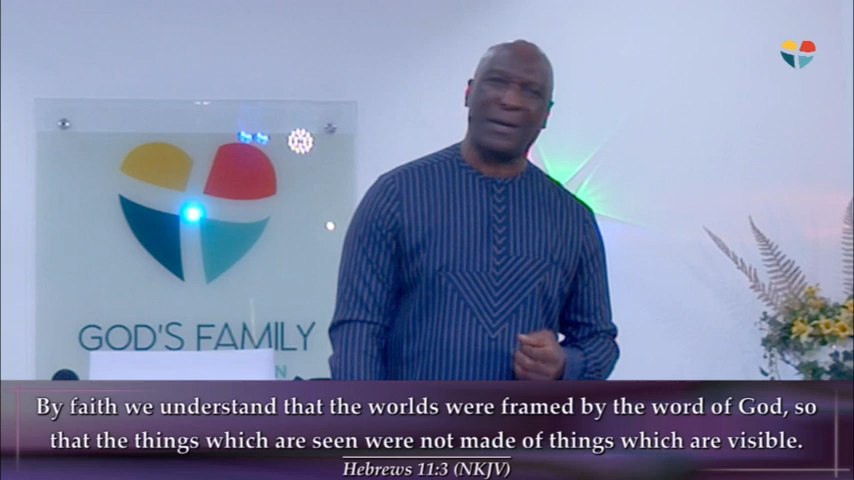 GOD'S FAMILY
By faith we understand that the worlds were framed by the word of God, so
that the things which are seen were not made of things which are visible.
Hebrews 11:3 (NKJV)